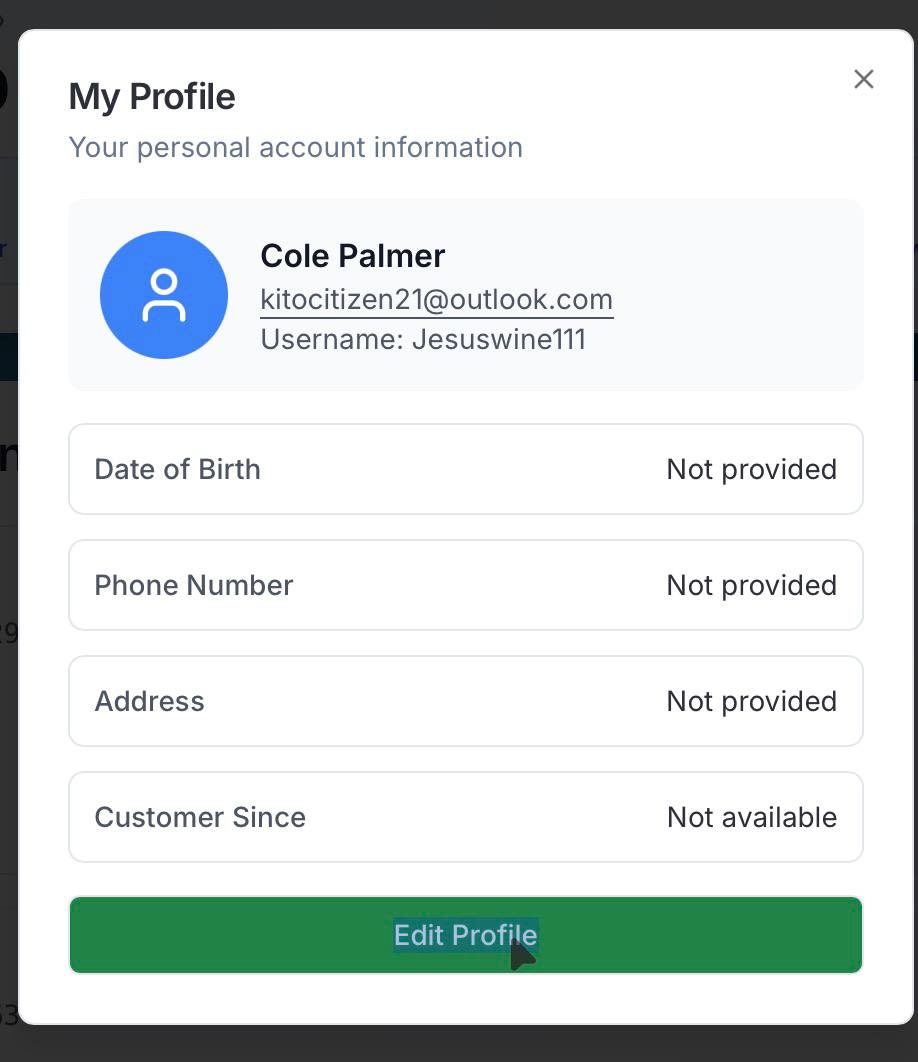 My Profile
Your personal account information
Cole Palmer
kitocitizen21@outlook.com
Username: Jesuswine111
Date of Birth
Not provided
Phone Number
Not provided
Address
Not provided
Customer Since
Not available
Edit Profile